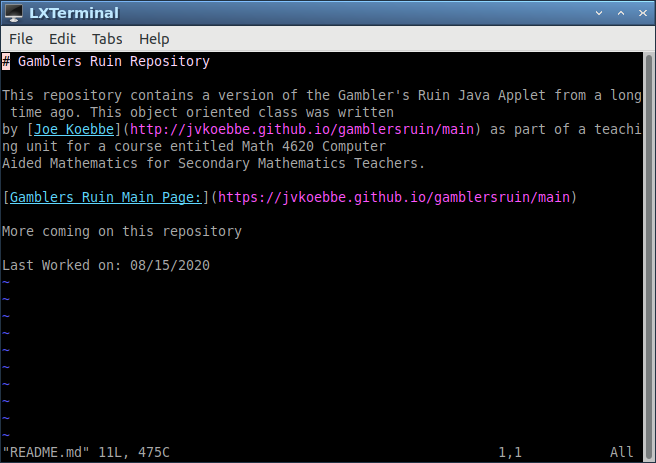 LXTerminal
File Edit Tabs Help
# Gamblers Ruin Repository
This repository contains a version of the Gambler's Ruin Java Applet from a long
time ago. This object oriented class was written
by [Joe Koebbe](http://jvkoebbe.github.io/gamblersruin/main) as part of a teachi
ng unit for a course entitled Math 4620 Computer
Aided Mathematics for Secondary Mathematics Teachers.
[Gamblers Ruin Main Page:](https://jvkoebbe.github.io/gamblersruin/main)
More coming on this repository
Last Worked on: 08/15/2020
~
~
~
~
~
~
~
~
~
~
"README.md" 11L, 475C 1,1 All